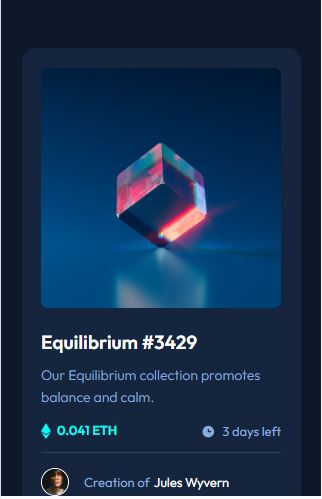 Equilibrium #3429
Our Equilibrium collection promotes
balance and calm.
0.041 ETH 3 days left
Creation of Jules Wyvern